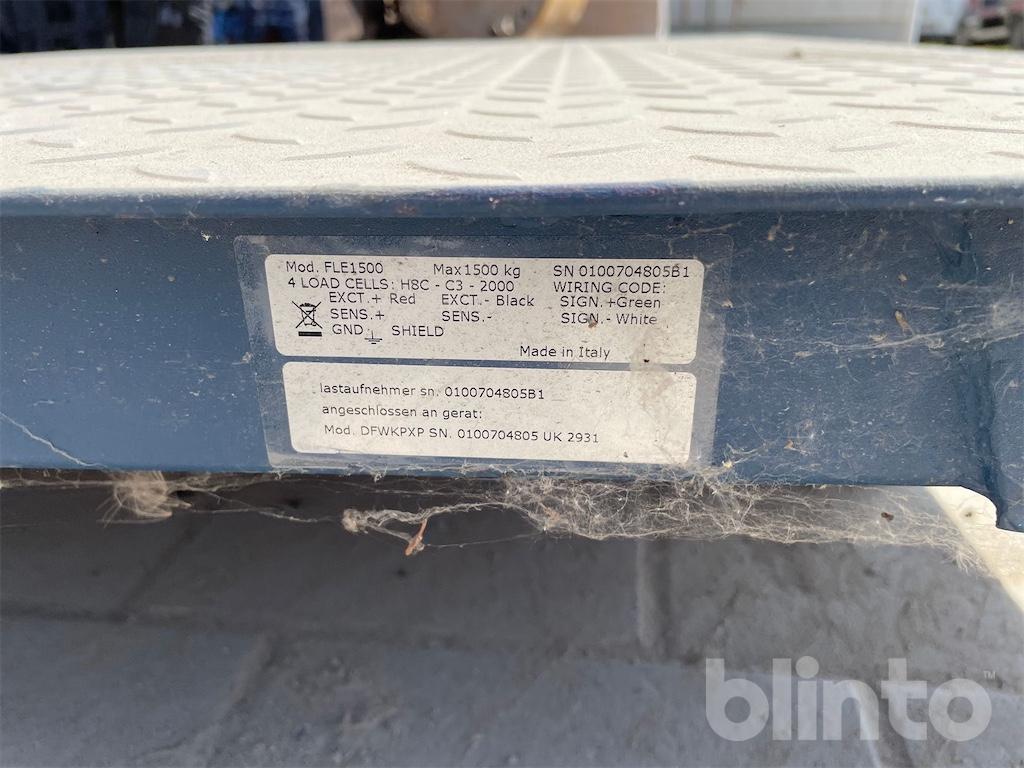 Mod. FLE1500 Max1500 kg SN 0100704805B1
4 LOAD CELLS: H8C - C3 - 2000 WIRING CODE:
EXCT.+ Red EXCT.- Black SIGN.+Green
SENS.+ SENS.- SIGN.- White
GND. SHIELD
Made in Italy
lastaufnehmer sn. 0100704805B1
angeschlossen an gerat:
Mod. DFWKPXP SN. 0100704805 UK 2931
blinto™